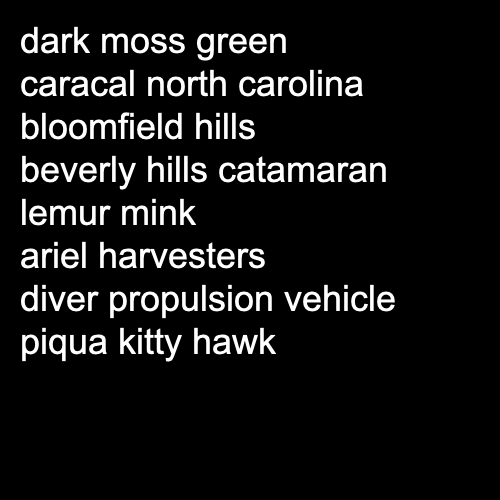 dark moss green
caracal north carolina
bloomfield hills
beverly hills catamaran
lemur mink
ariel harvesters
diver propulsion vehicle
piqua kitty hawk